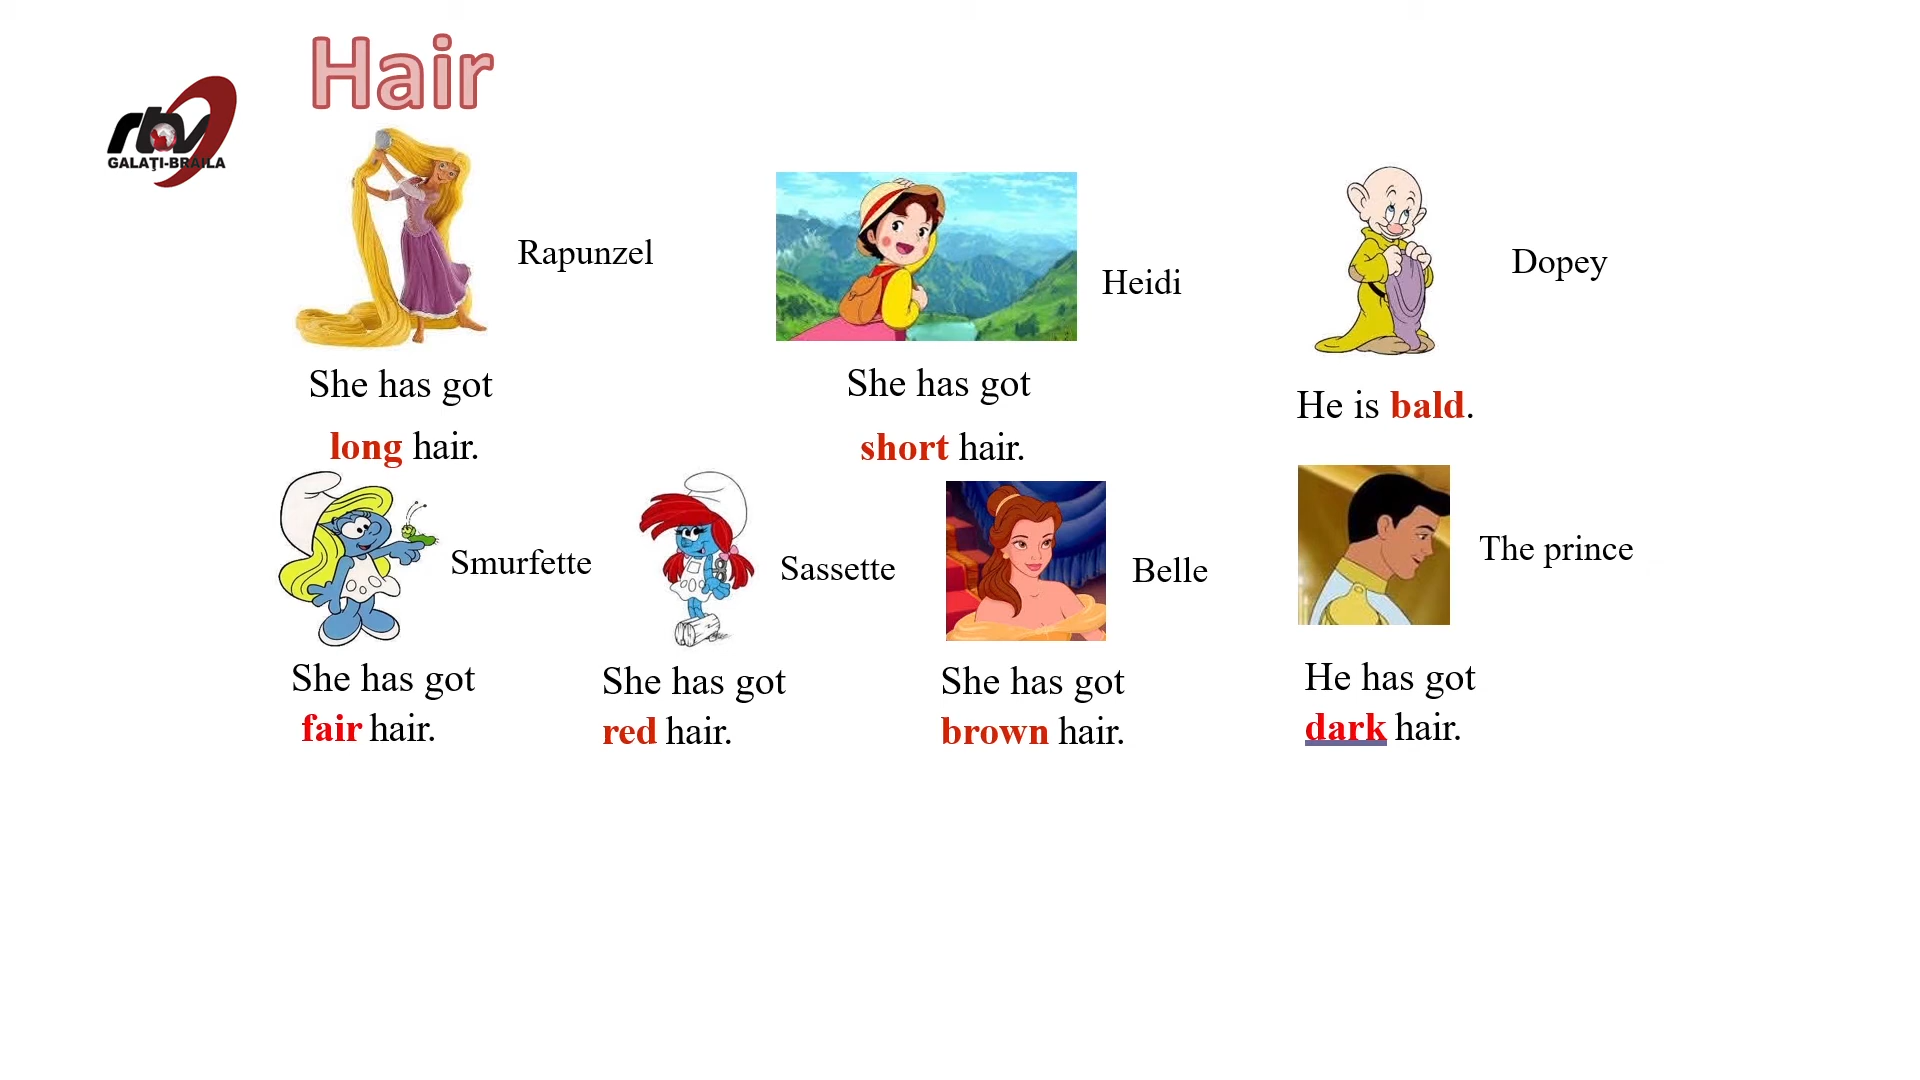 Hair
rtv
GALAŢI-BRAILA
Rapunzel
Heidi
Dopey
She has got
long hair.
She has got
short hair.
He is bald.
Smurfette
Sassette
Belle
The prince
She has got
fair hair.
She has got
red hair.
She has got
brown hair.
He has got
dark hair.